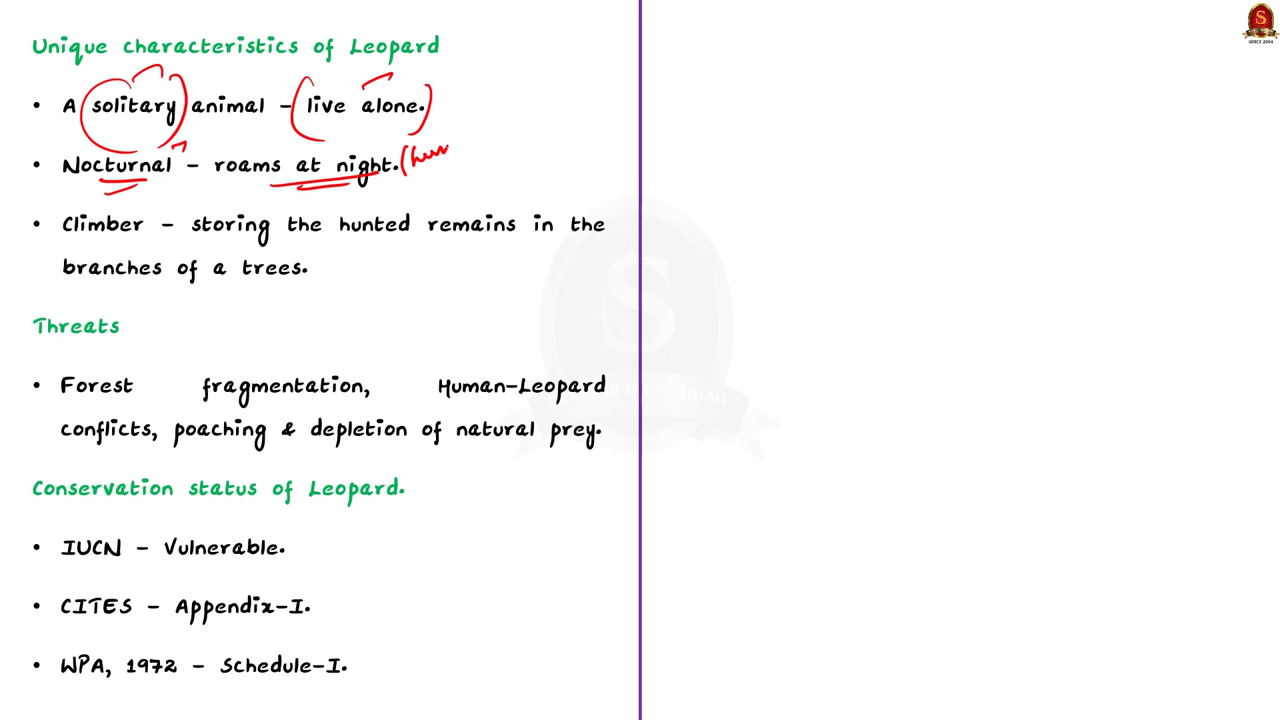 Unique characteristics of Leopard
• A solitary animal – live alone.
• Nocturnal – roams at night.
• Climber – storing the hunted remains in the
branches of a trees.
Threats
• Forest fragmentation, Human-Leopard
conflicts, poaching & depletion of natural prey.
Conservation status of Leopard.
• IUCN – Vulnerable.
• CITES – Appendix-I.
• WPA, 1972 – Schedule-I.
S
SINCE 2004